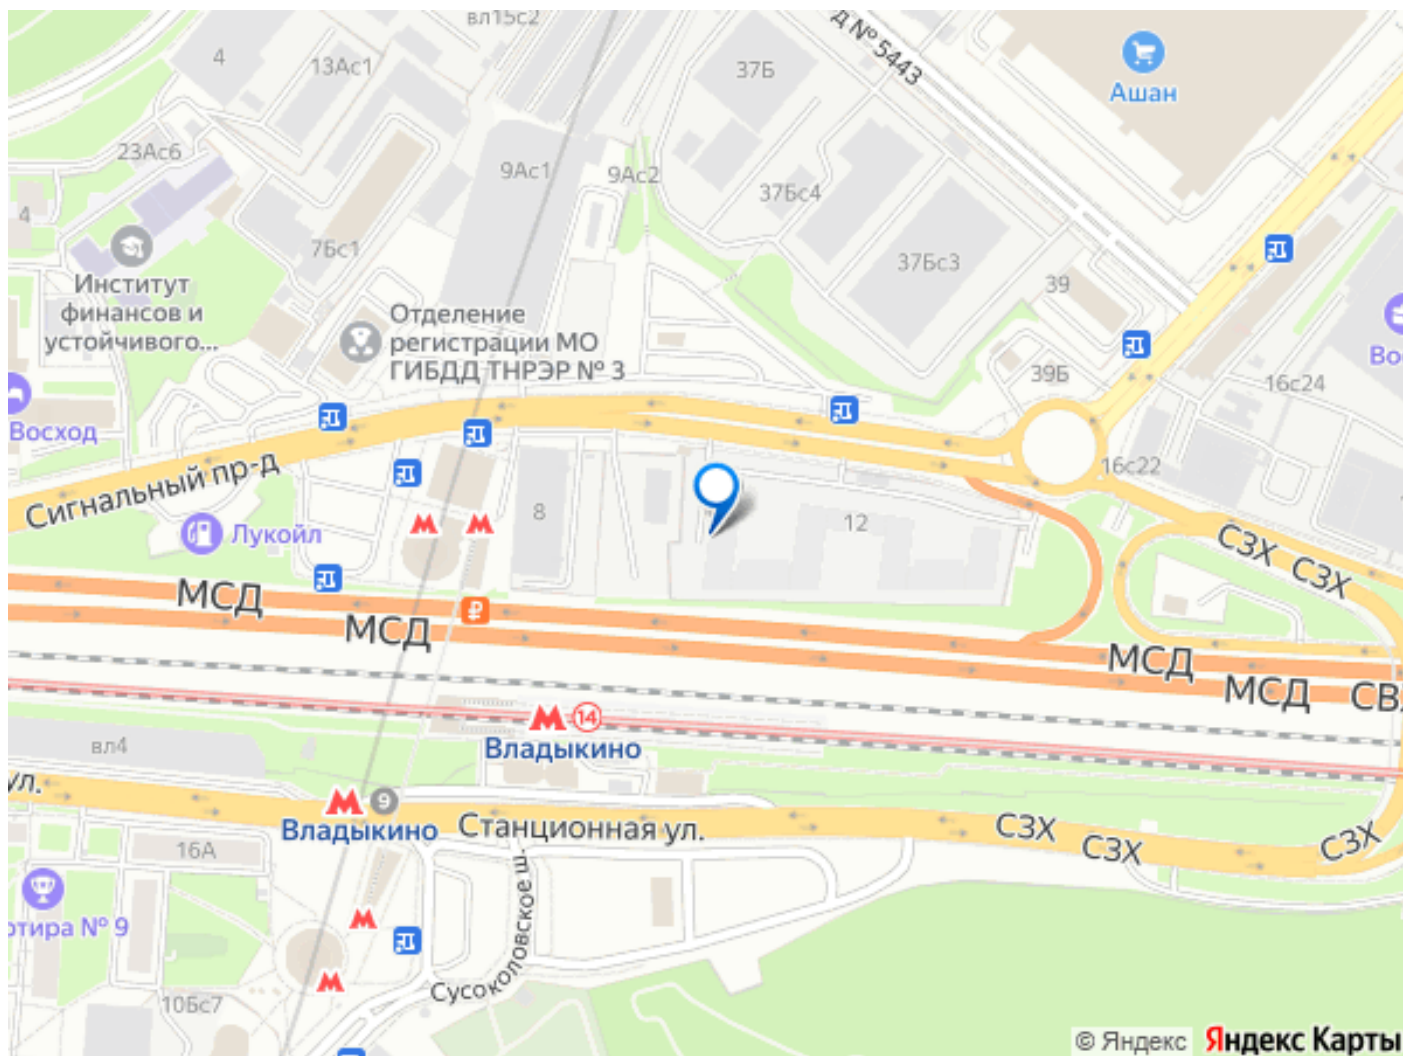 вл15с2
д № 5443
4
13Ас1
37Б
Ашан
23Ас6
9Ас1
9Ас2
37Бс4
4
7Бс1
37Бс3
39
Институт
финансов и
устойчивого...
Отделение
регистрации МО
ГИБДД ТНРЭР № 3
39Б
16с24
Во
Восход
16с22
Сигнальный пр-д
Лукойл
8
12
СЗХ
СЗХ
МСД
МСД
МСД
МСД
СВ
14
Владыкино
вл4
ул.
9
Владыкино
Станционная ул.
СЗХ
СЗХ
СЗХ
16А
Сусоколовское ш.
ртира № 9
10Бс7
© Яндекс
Яндекс Карты